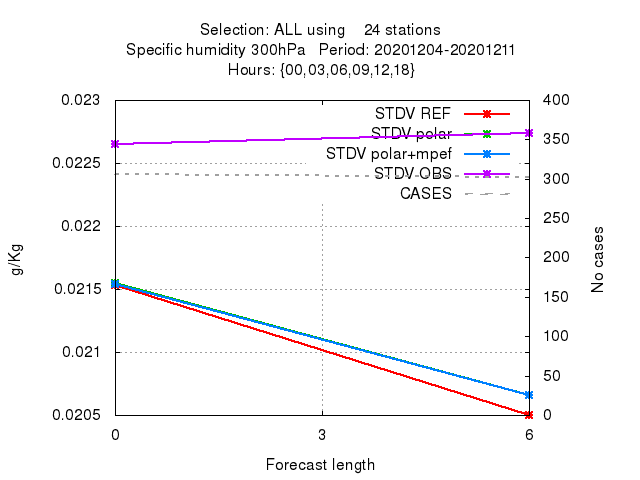 Selection: ALL using 24 stations
Specific humidity 300hPa Period: 20201204-20201211
Hours: {00,03,06,09,12,18}
0.023
0.0225
0.022
0.0215
0.021
0.0205
g/Kg
STDV REF
STDV polar
STDV polar+mpef
STDV OBS
CASES
400
350
300
250
200
150
100
50
0
No cases
0 3 6
Forecast length